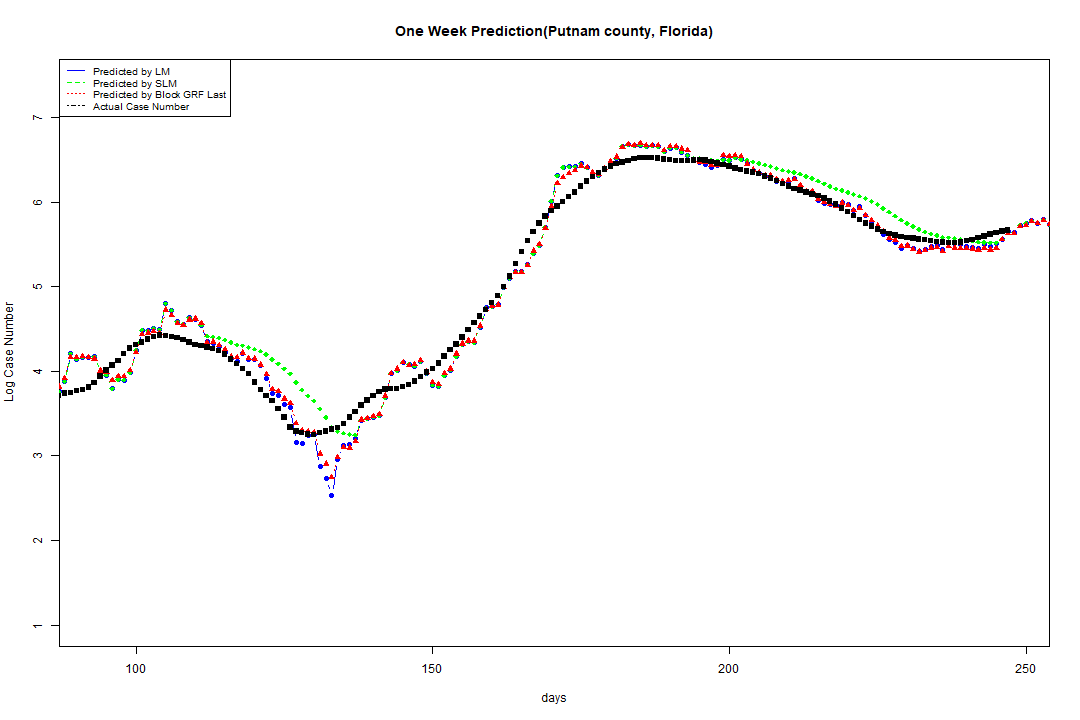 One Week Prediction(Putnam county, Florida)
Predicted by LM
Predicted by SLM
Predicted by Block GRF Last
Actual Case Number
Log Case Number
7
6
5
4
3
2
1
100 150 200 250
days